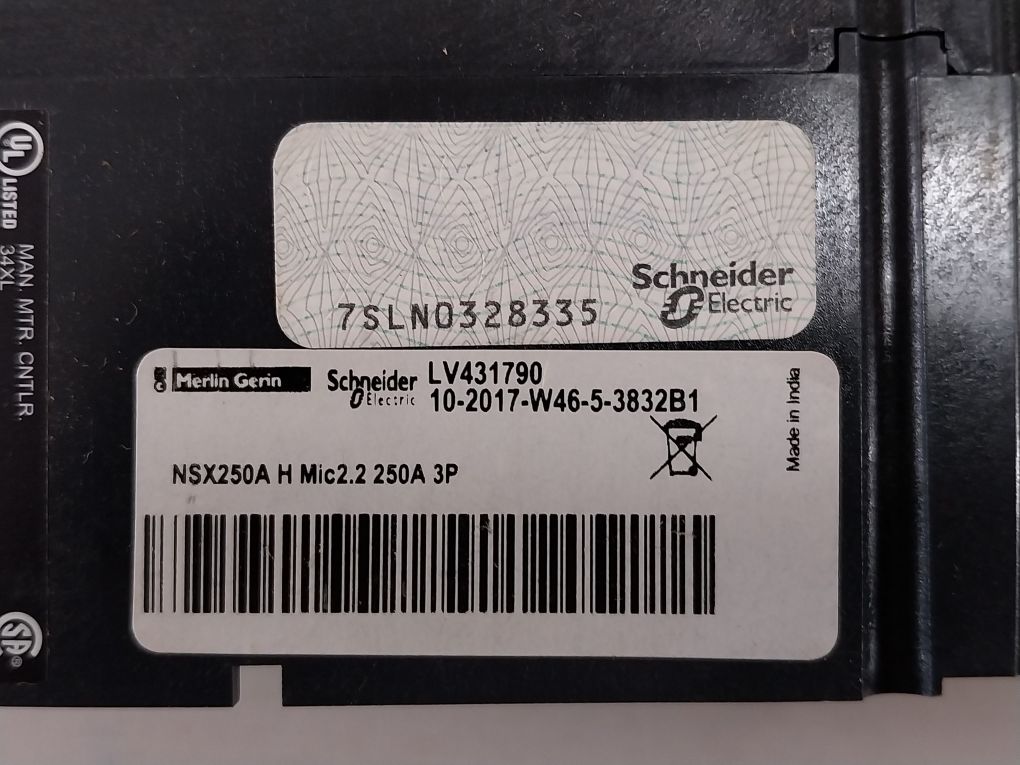 UL
LISTED
MAN. MTR. CNTLR.
34XL
SP®
7SLN0328335
Schneider
Electric
Merlin Gerin
Schneider
Electric
LV431790
10-2017-W46-5-3832B1
Made in India
NSX250A H Mic2.2 250A 3P